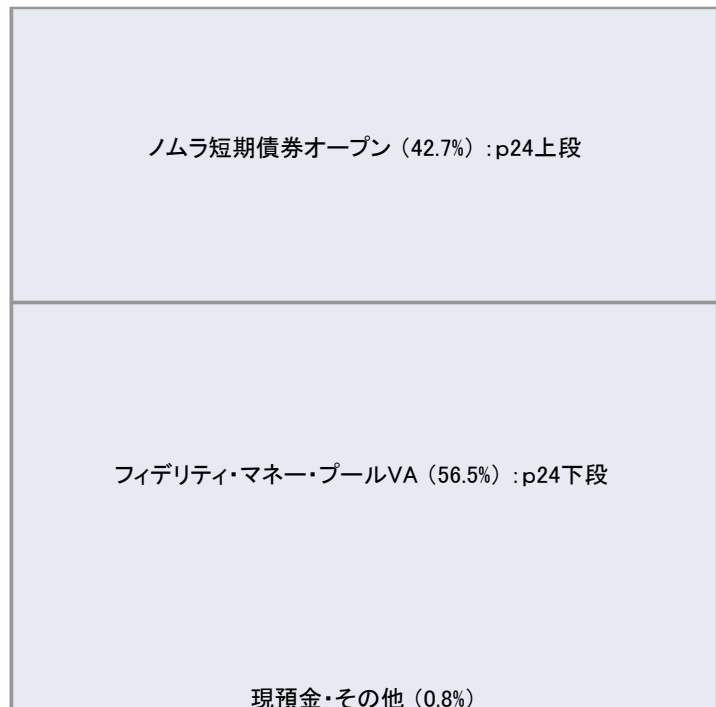 ノムラ短期債券オープン（42.7%）：p24上段
フィデリティ・マネー・プールVA（56.5%）：p24下段
現預金・その他（0.8%）